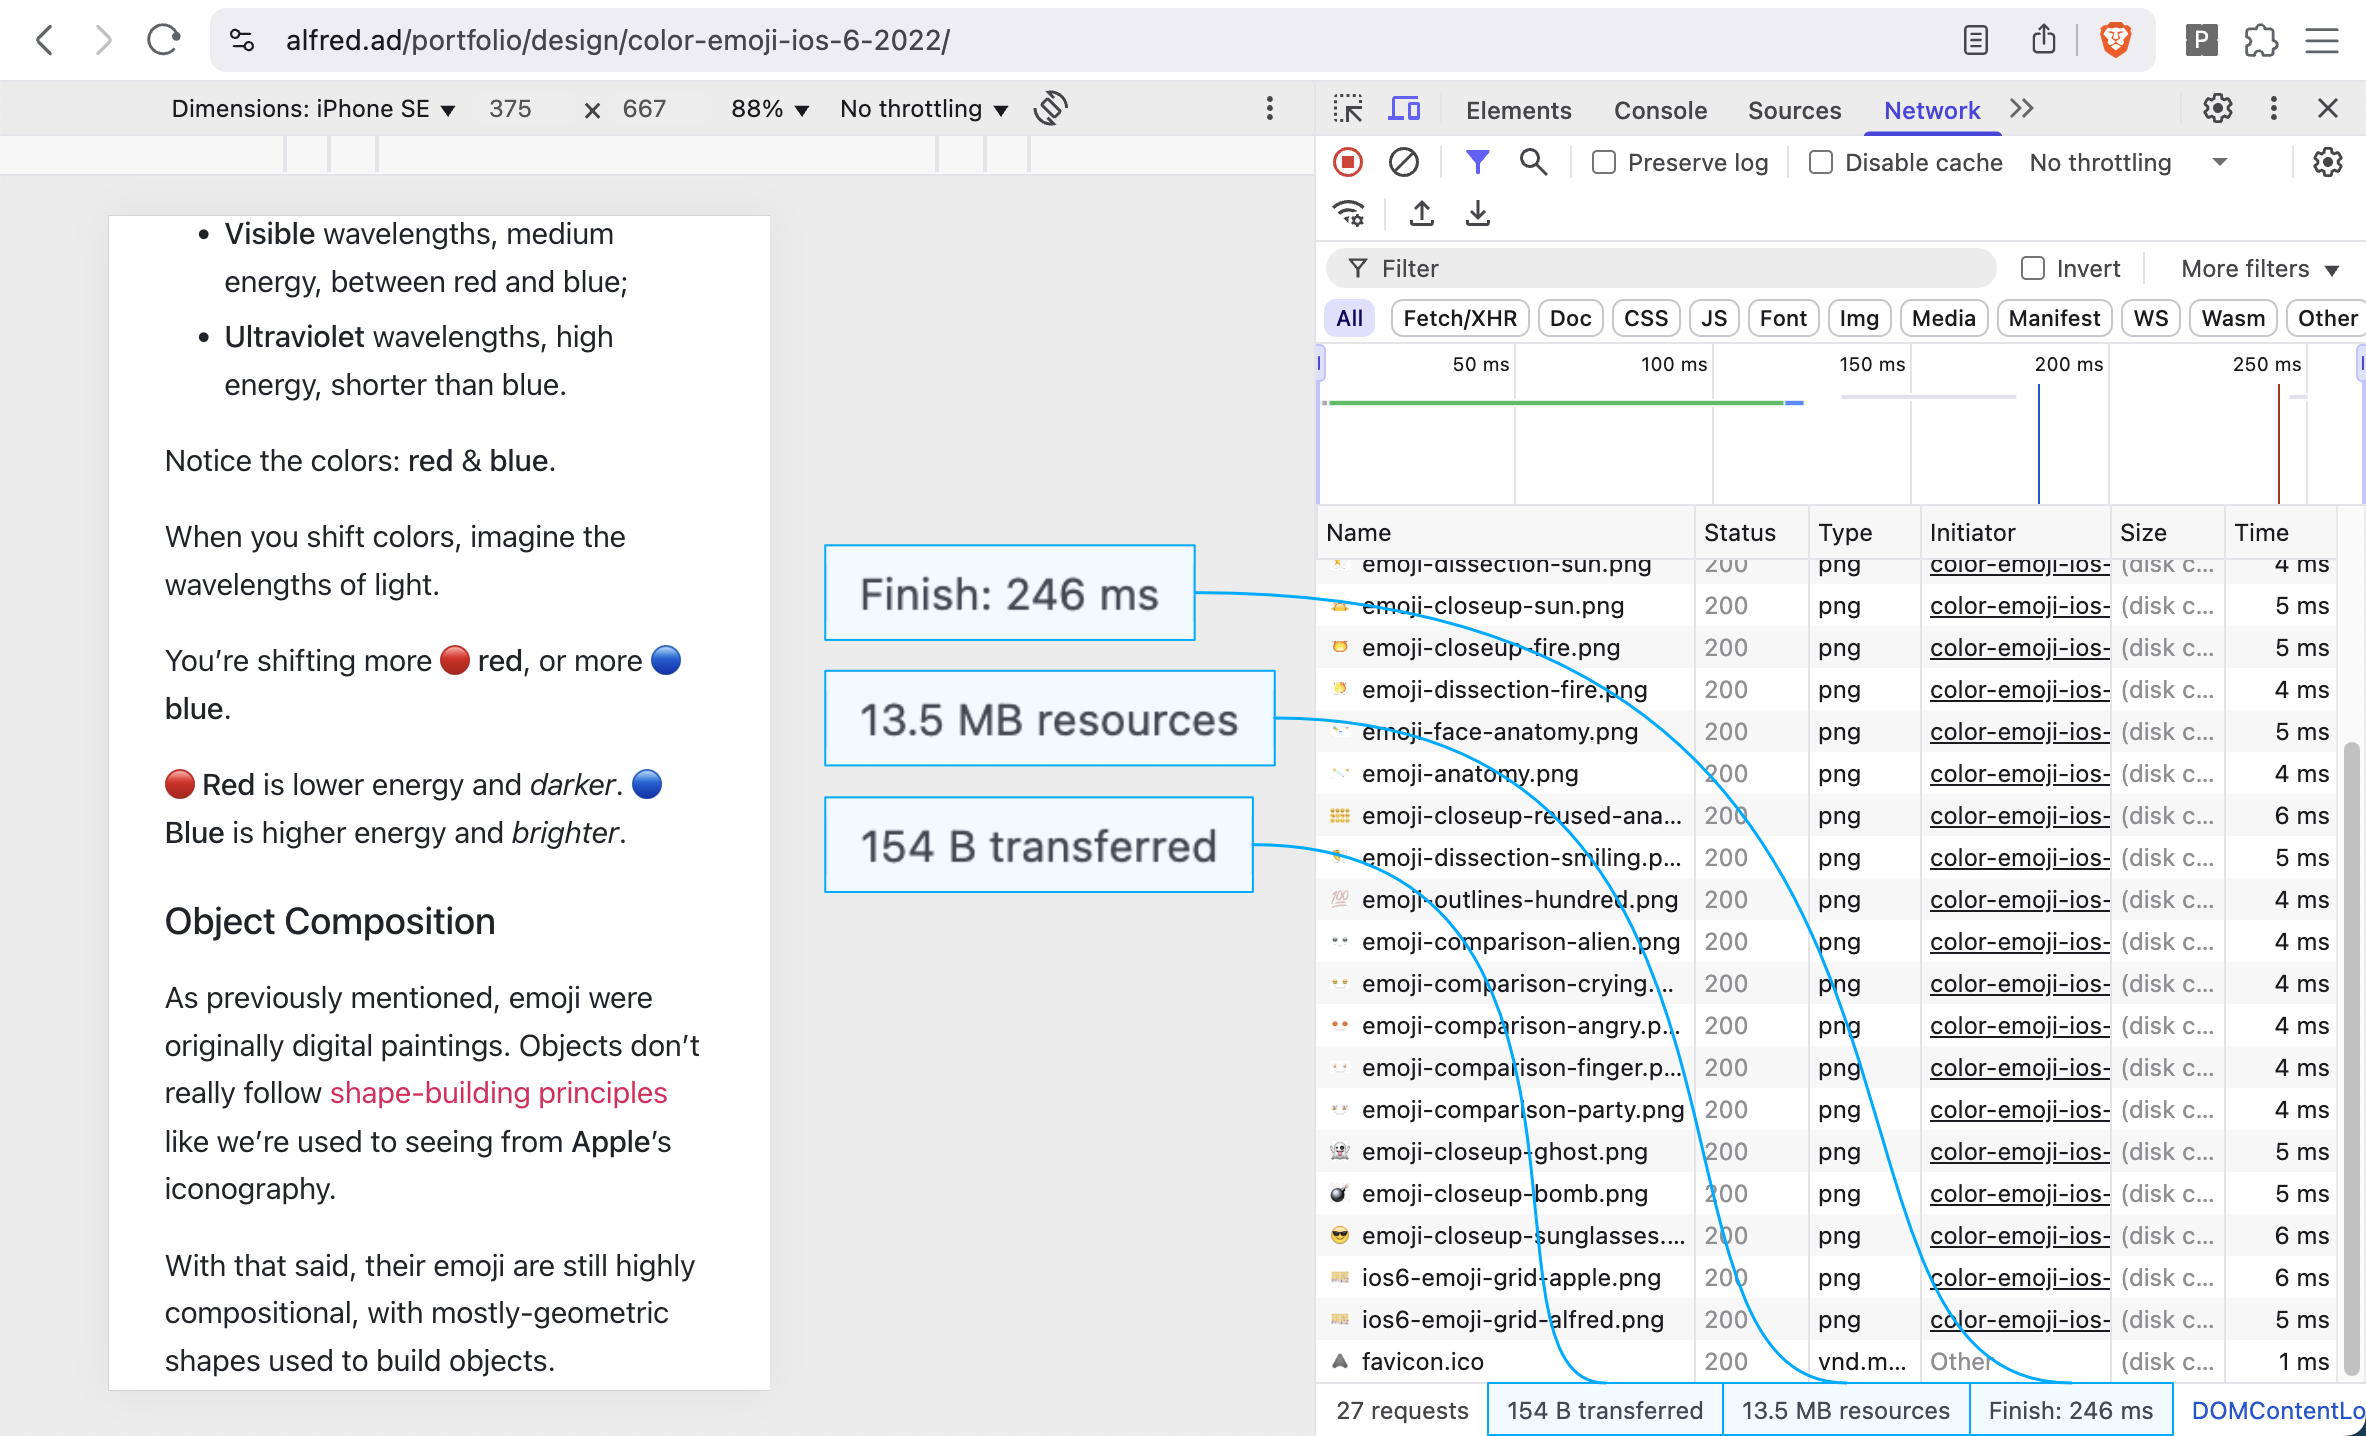 alfred.ad/portfolio/design/color-emoji-ios-6-2022/
P
Dimensions: iPhone SE ▼ 375 × 667 88% ▼ No throttling ▼
Elements Console Sources Network
Preserve log Disable cache No throttling
Filter Invert More filters ▼
All Fetch/XHR Doc CSS JS Font Img Media Manifest WS Wasm Other
50 ms 100 ms 150 ms 200 ms 250 ms
• Visible wavelengths, medium
energy, between red and blue;
• Ultraviolet wavelengths, high
energy, shorter than blue.
Notice the colors: red & blue.
When you shift colors, imagine the
wavelengths of light.
You’re shifting more 🔴 red, or more 🔵
blue.
🔴 Red is lower energy and darker. 🔵
Blue is higher energy and brighter.
Object Composition
As previously mentioned, emoji were
originally digital paintings. Objects don’t
really follow shape-building principles
like we’re used to seeing from Apple’s
iconography.
With that said, their emoji are still highly
compositional, with mostly-geometric
shapes used to build objects.
Finish: 246 ms
13.5 MB resources
154 B transferred
Name Status Type Initiator Size Time
emoji-dissection-sun.png 200 png color-emoji-ios- (disk c... 4 ms
emoji-closeup-sun.png 200 png color-emoji-ios- (disk c... 5 ms
emoji-closeup-fire.png 200 png color-emoji-ios- (disk c... 5 ms
emoji-dissection-fire.png 200 png color-emoji-ios- (disk c... 4 ms
emoji-face-anatomy.png 200 png color-emoji-ios- (disk c... 5 ms
emoji-anatomy.png 200 png color-emoji-ios- (disk c... 4 ms
emoji-closeup-reused-ana... 200 png color-emoji-ios- (disk c... 6 ms
emoji-dissection-smiling.p... 200 png color-emoji-ios- (disk c... 5 ms
emoji-outlines-hundred.png 200 png color-emoji-ios- (disk c... 4 ms
emoji-comparison-alien.png 200 png color-emoji-ios- (disk c... 4 ms
emoji-comparison-crying.... 200 png color-emoji-ios- (disk c... 4 ms
emoji-comparison-angry.p... 200 png color-emoji-ios- (disk c... 4 ms
emoji-comparison-finger.p... 200 png color-emoji-ios- (disk c... 4 ms
emoji-comparison-party.png 200 png color-emoji-ios- (disk c... 4 ms
emoji-closeup-ghost.png 200 png color-emoji-ios- (disk c... 5 ms
emoji-closeup-bomb.png 200 png color-emoji-ios- (disk c... 5 ms
emoji-closeup-sunglasses.... 200 png color-emoji-ios- (disk c... 6 ms
ios6-emoji-grid-apple.png 200 png color-emoji-ios- (disk c... 6 ms
ios6-emoji-grid-alfred.png 200 png color-emoji-ios- (disk c... 5 ms
favicon.ico 200 vnd.m... Other (disk c... 1 ms
27 requests 154 B transferred 13.5 MB resources Finish: 246 ms DOMContentLo